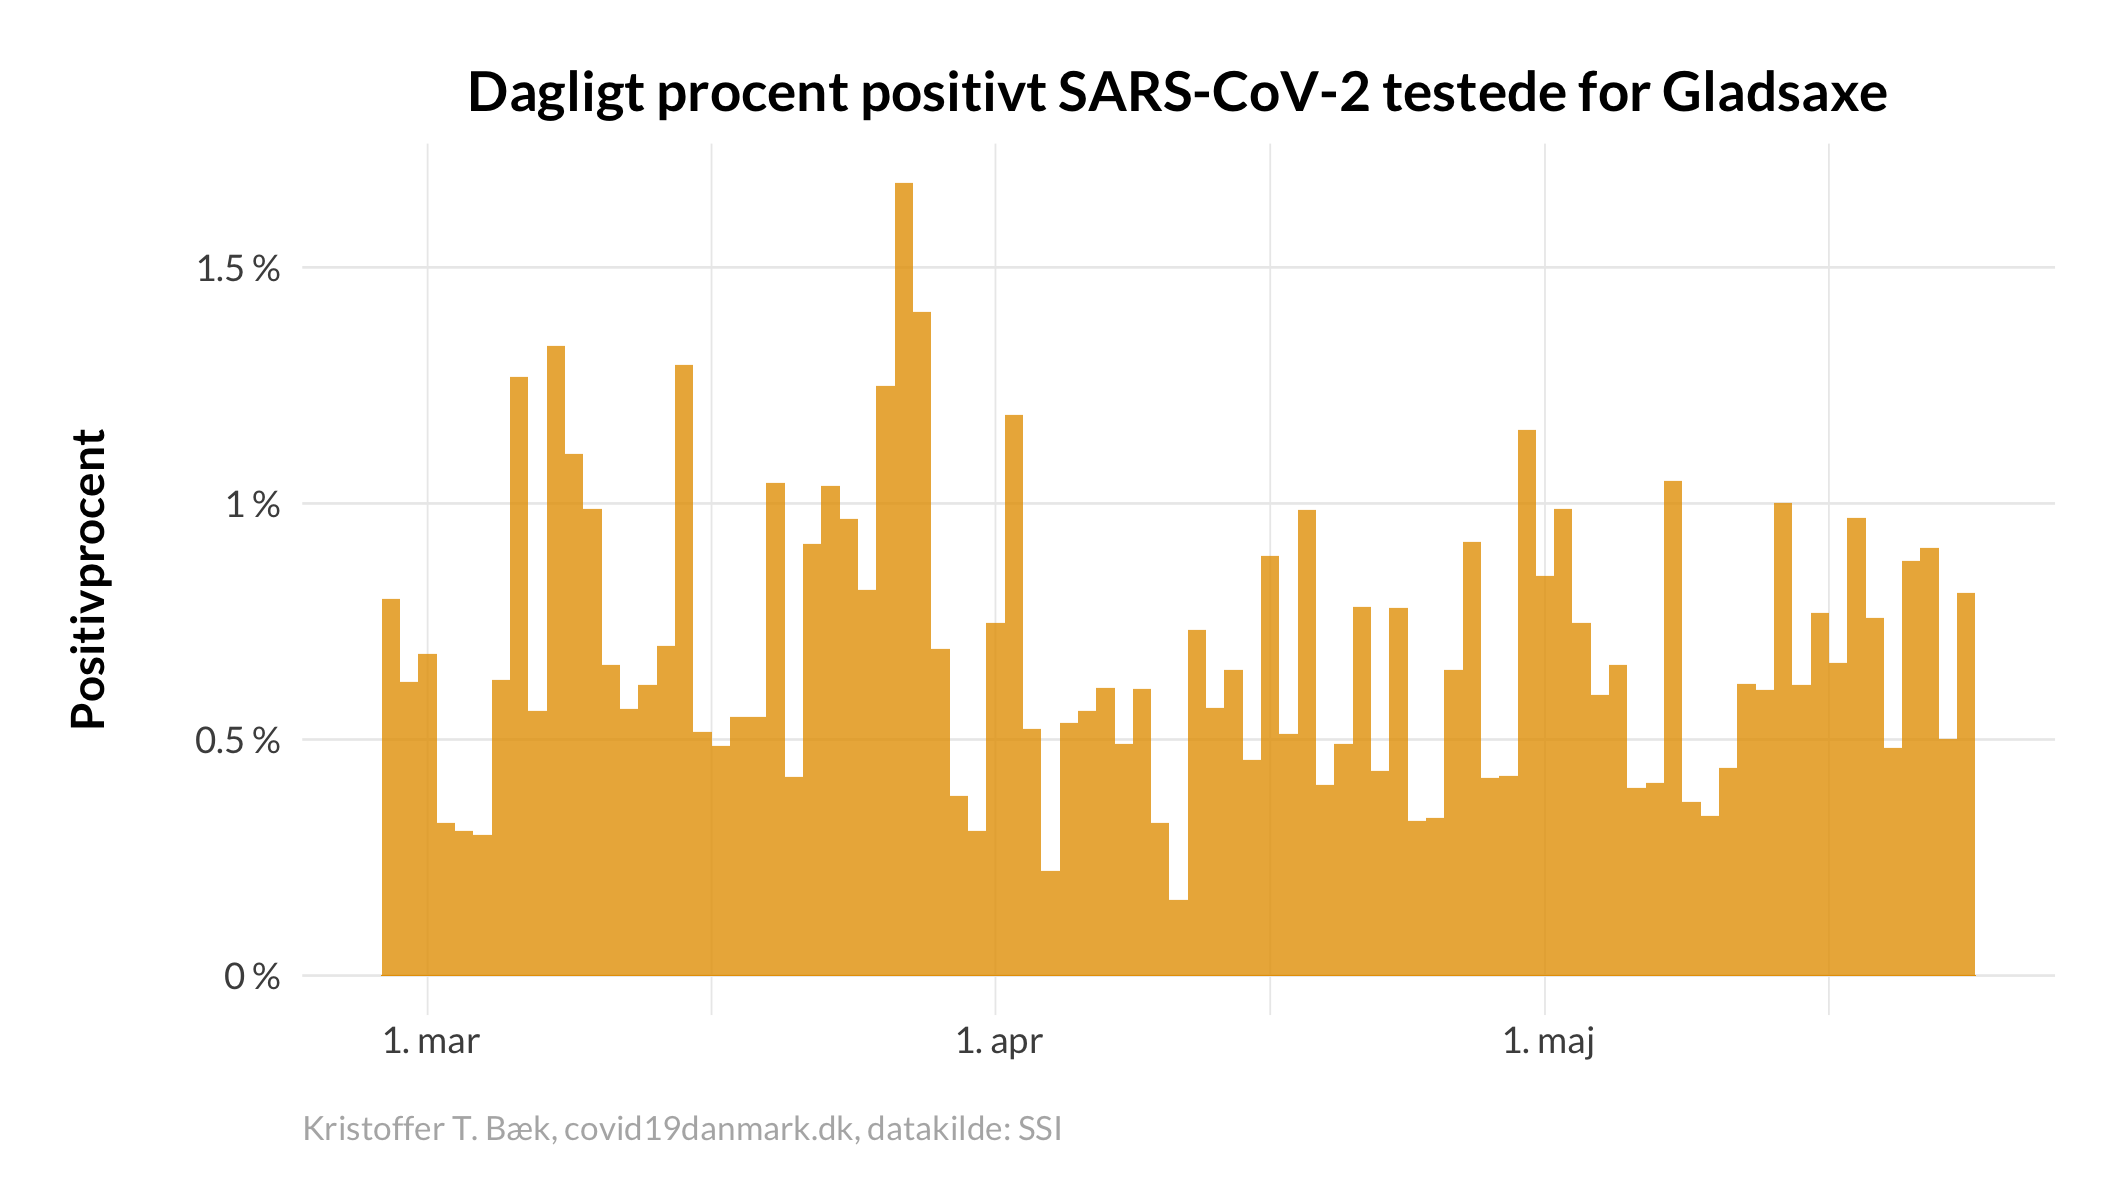 Dagligt procent positivt SARS-CoV-2 testede for Gladsaxe
Positivprocent
1.5 %
1 %
0.5 %
0 %
1. mar
1. apr
1. maj
Kristoffer T. Bæk, covid19danmark.dk, datakilde: SSI